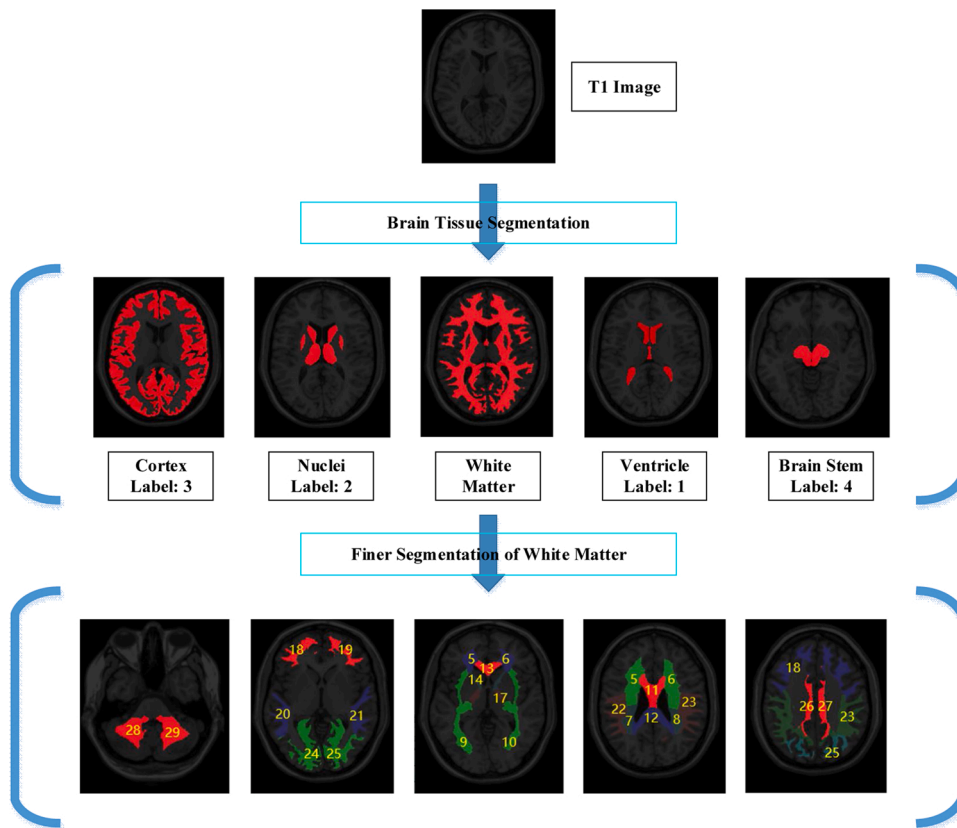 T1 Image
Brain Tissue Segmentation
Cortex
Label: 3
Nuclei
Label: 2
White
Matter
Ventricle
Label: 1
Brain Stem
Label: 4
Finer Segmentation of White Matter
28 29
18 19
20 21
24 25
5 6
13
14
17
9 10
5 6
11
22 23
7 12 8
18
26 27 23
25